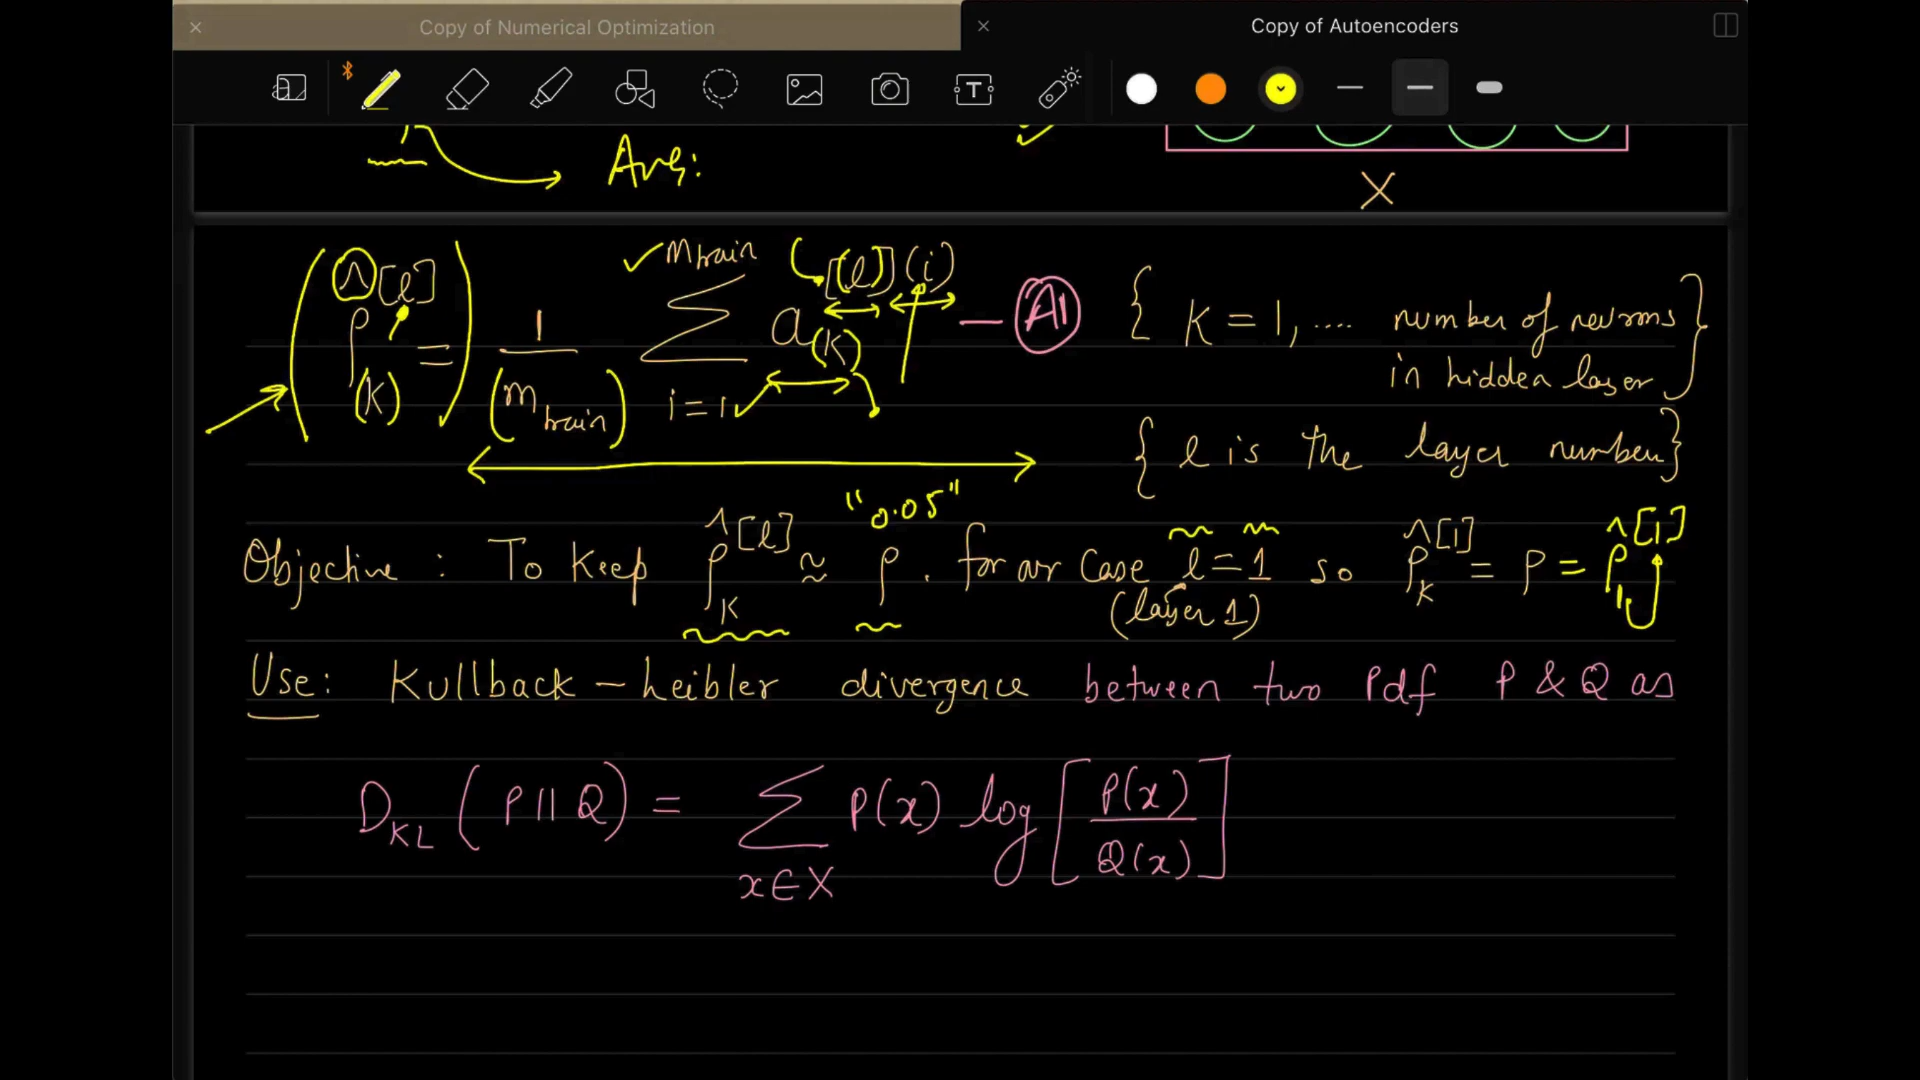 Copy of Numerical Optimization
Copy of Autoencoders
Avg:
X
ρ̂^[l]_(K) = 1/(m_train) Σ_{i=1}^{m_train} a^[l](i)_(K) — A1 { K = 1, .... number of neurons
in hidden layer }
{ l is the layer number }
"0.05"
Objective : To keep ρ̂^[l]_K ≈ ρ . for our case l = 1 so ρ̂^[1]_K = ρ = ρ̂^[1]_1
(layer 1)
Use: Kullback - Leibler divergence between two Pdf P & Q as
D_KL ( P || Q ) = Σ_{x∈X} P(x) log [ P(x) / Q(x) ]